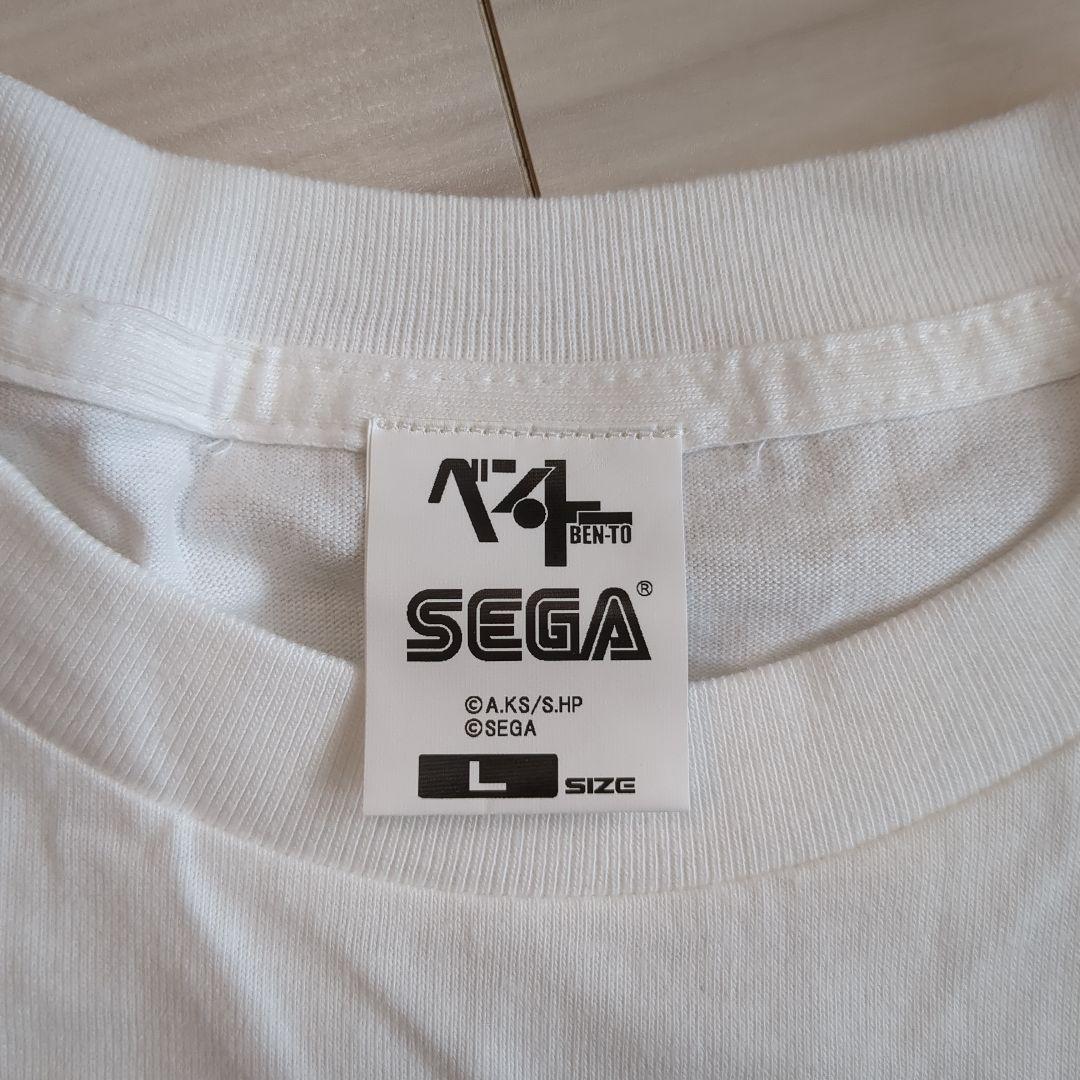 ベン・トー
BEN-TO
SEGA®
©A.KS/S.HP
©SEGA
L SIZE